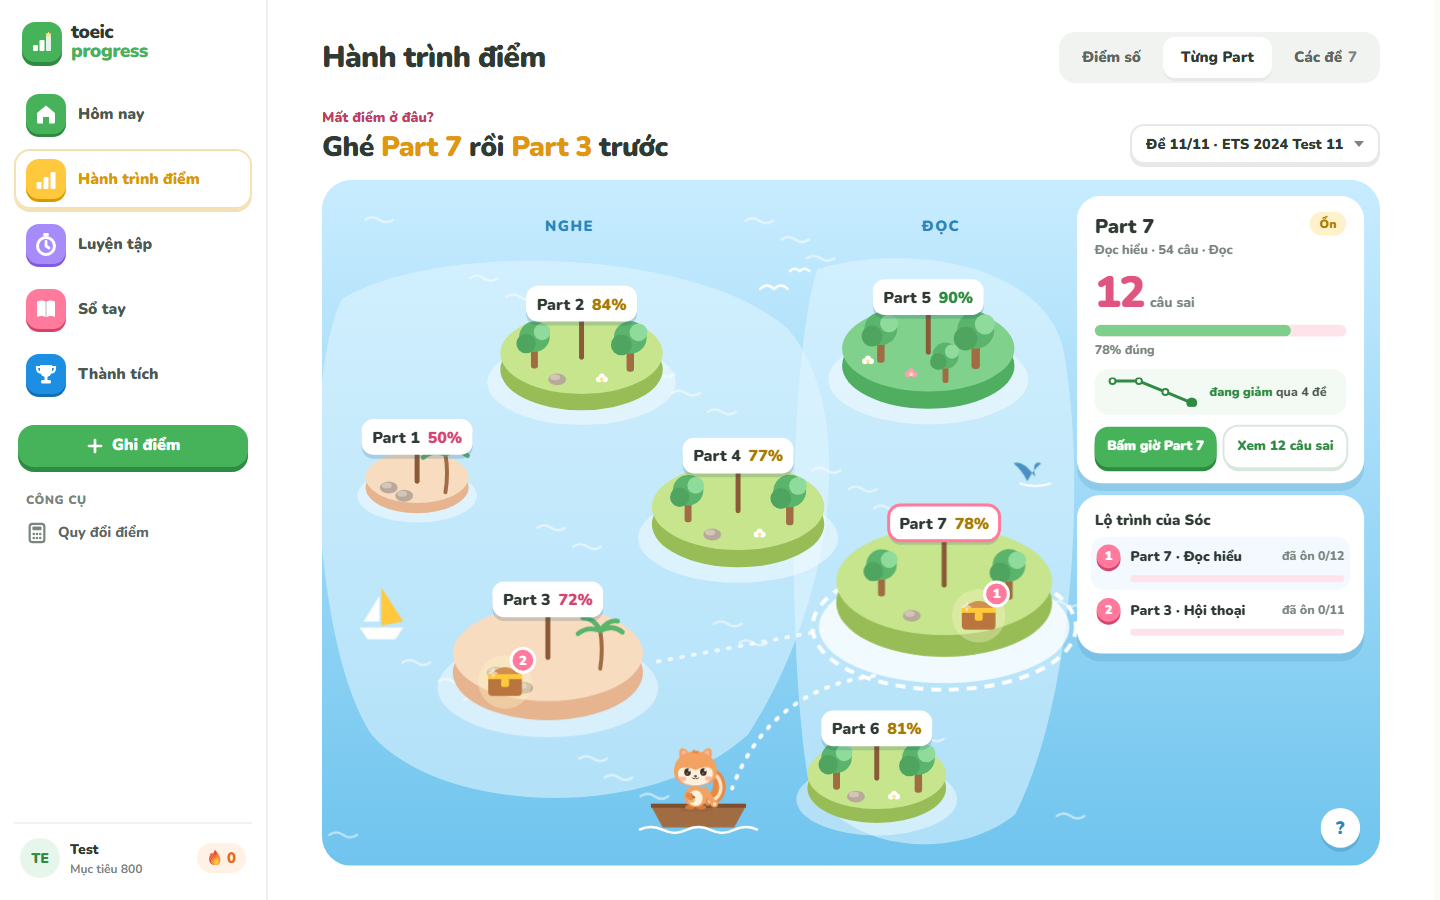 toeic
progress
Hôm nay
Hành trình điểm
Luyện tập
Sổ tay
Thành tích
+ Ghi điểm
CÔNG CỤ
Quy đổi điểm
TE
Test
Mục tiêu 800
0
Hành trình điểm
Điểm số
Từng Part
Các đề 7
Mất điểm ở đâu?
Ghé Part 7 rồi Part 3 trước
Đề 11/11 · ETS 2024 Test 11
NGHE
ĐỌC
Part 2 84%
Part 5 90%
Part 1 50%
Part 4 77%
Part 7 78%
1
Part 3 72%
2
Part 6 81%
Part 7
Ổn
Đọc hiểu · 54 câu · Đọc
12 câu sai
78% đúng
đang giảm qua 4 đề
Bấm giờ Part 7
Xem 12 câu sai
Lộ trình của Sóc
1 Part 7 · Đọc hiểu đã ôn 0/12
2 Part 3 · Hội thoại đã ôn 0/11
?